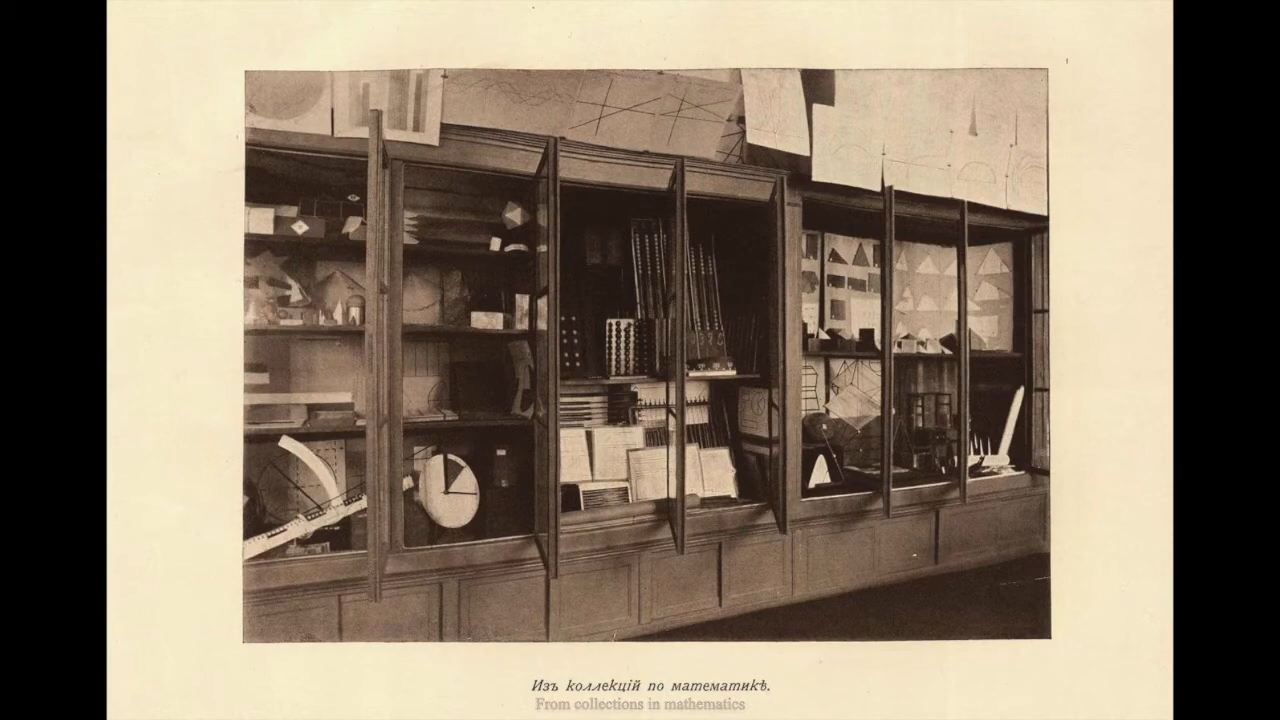 Изъ коллекцій по математикѣ.
From collections in mathematics